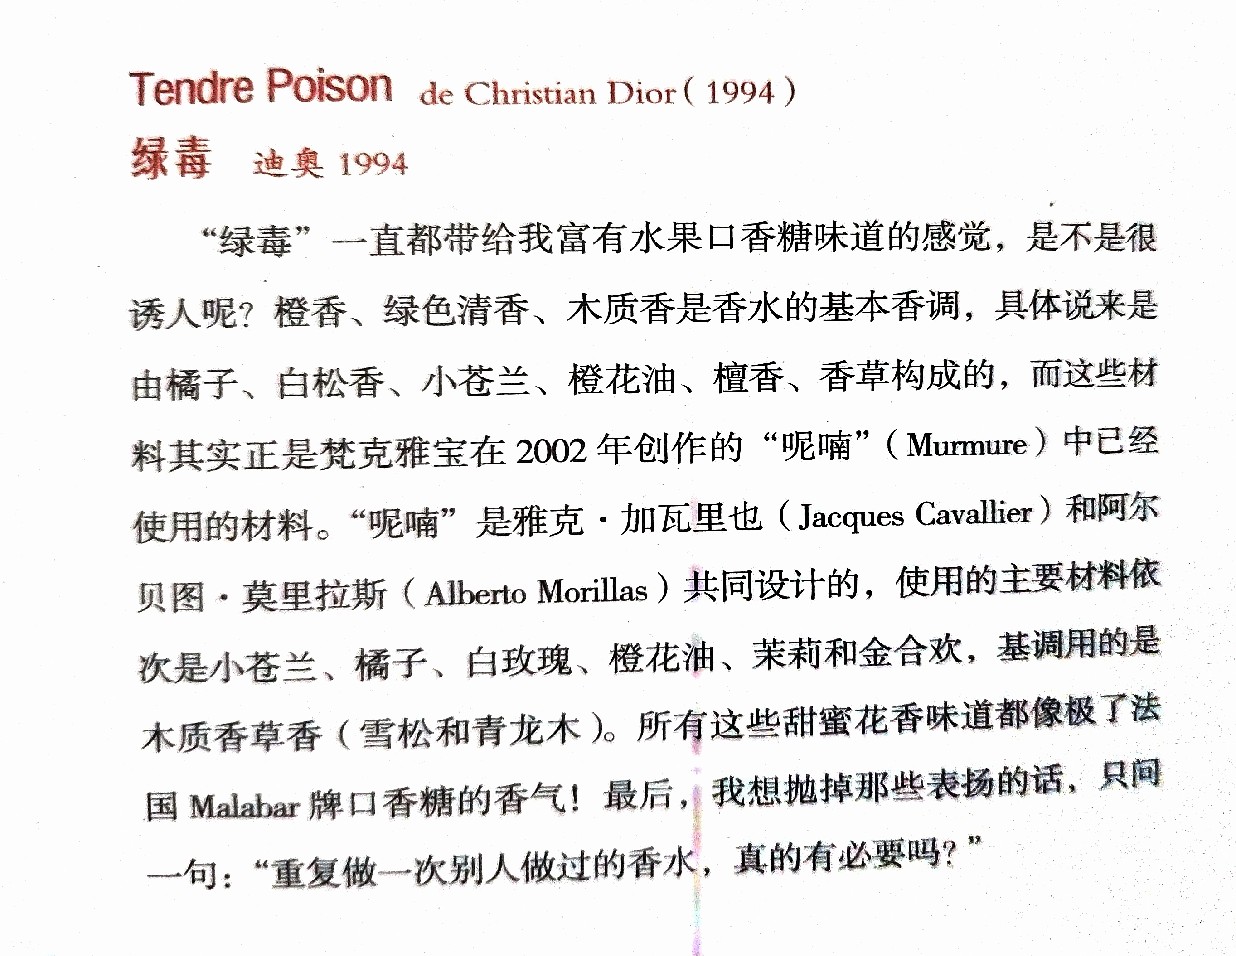 Tendre Poison de Christian Dior(1994)
绿毒 迪奥 1994
“绿毒”一直都带给我富有水果口香糖味道的感觉，是不是很
诱人呢？橙香、绿色清香、木质香是香水的基本香调，具体说来是
由橘子、白松香、小苍兰、橙花油、檀香、香草构成的，而这些材
料其实正是梵克雅宝在 2002 年创作的“呢喃”（Murmure）中已经
使用的材料。“呢喃”是雅克·加瓦里也（Jacques Cavallier）和阿尔
贝图·莫里拉斯（Alberto Morillas）共同设计的，使用的主要材料依
次是小苍兰、橘子、白玫瑰、橙花油、茉莉和金合欢，基调用的是
木质香草香（雪松和青龙木）。所有这些甜蜜花香味道都像极了法
国 Malabar 牌口香糖的香气！最后，我想抛掉那些表扬的话，只问
一句：“重复做一次别人做过的香水，真的有必要吗？”